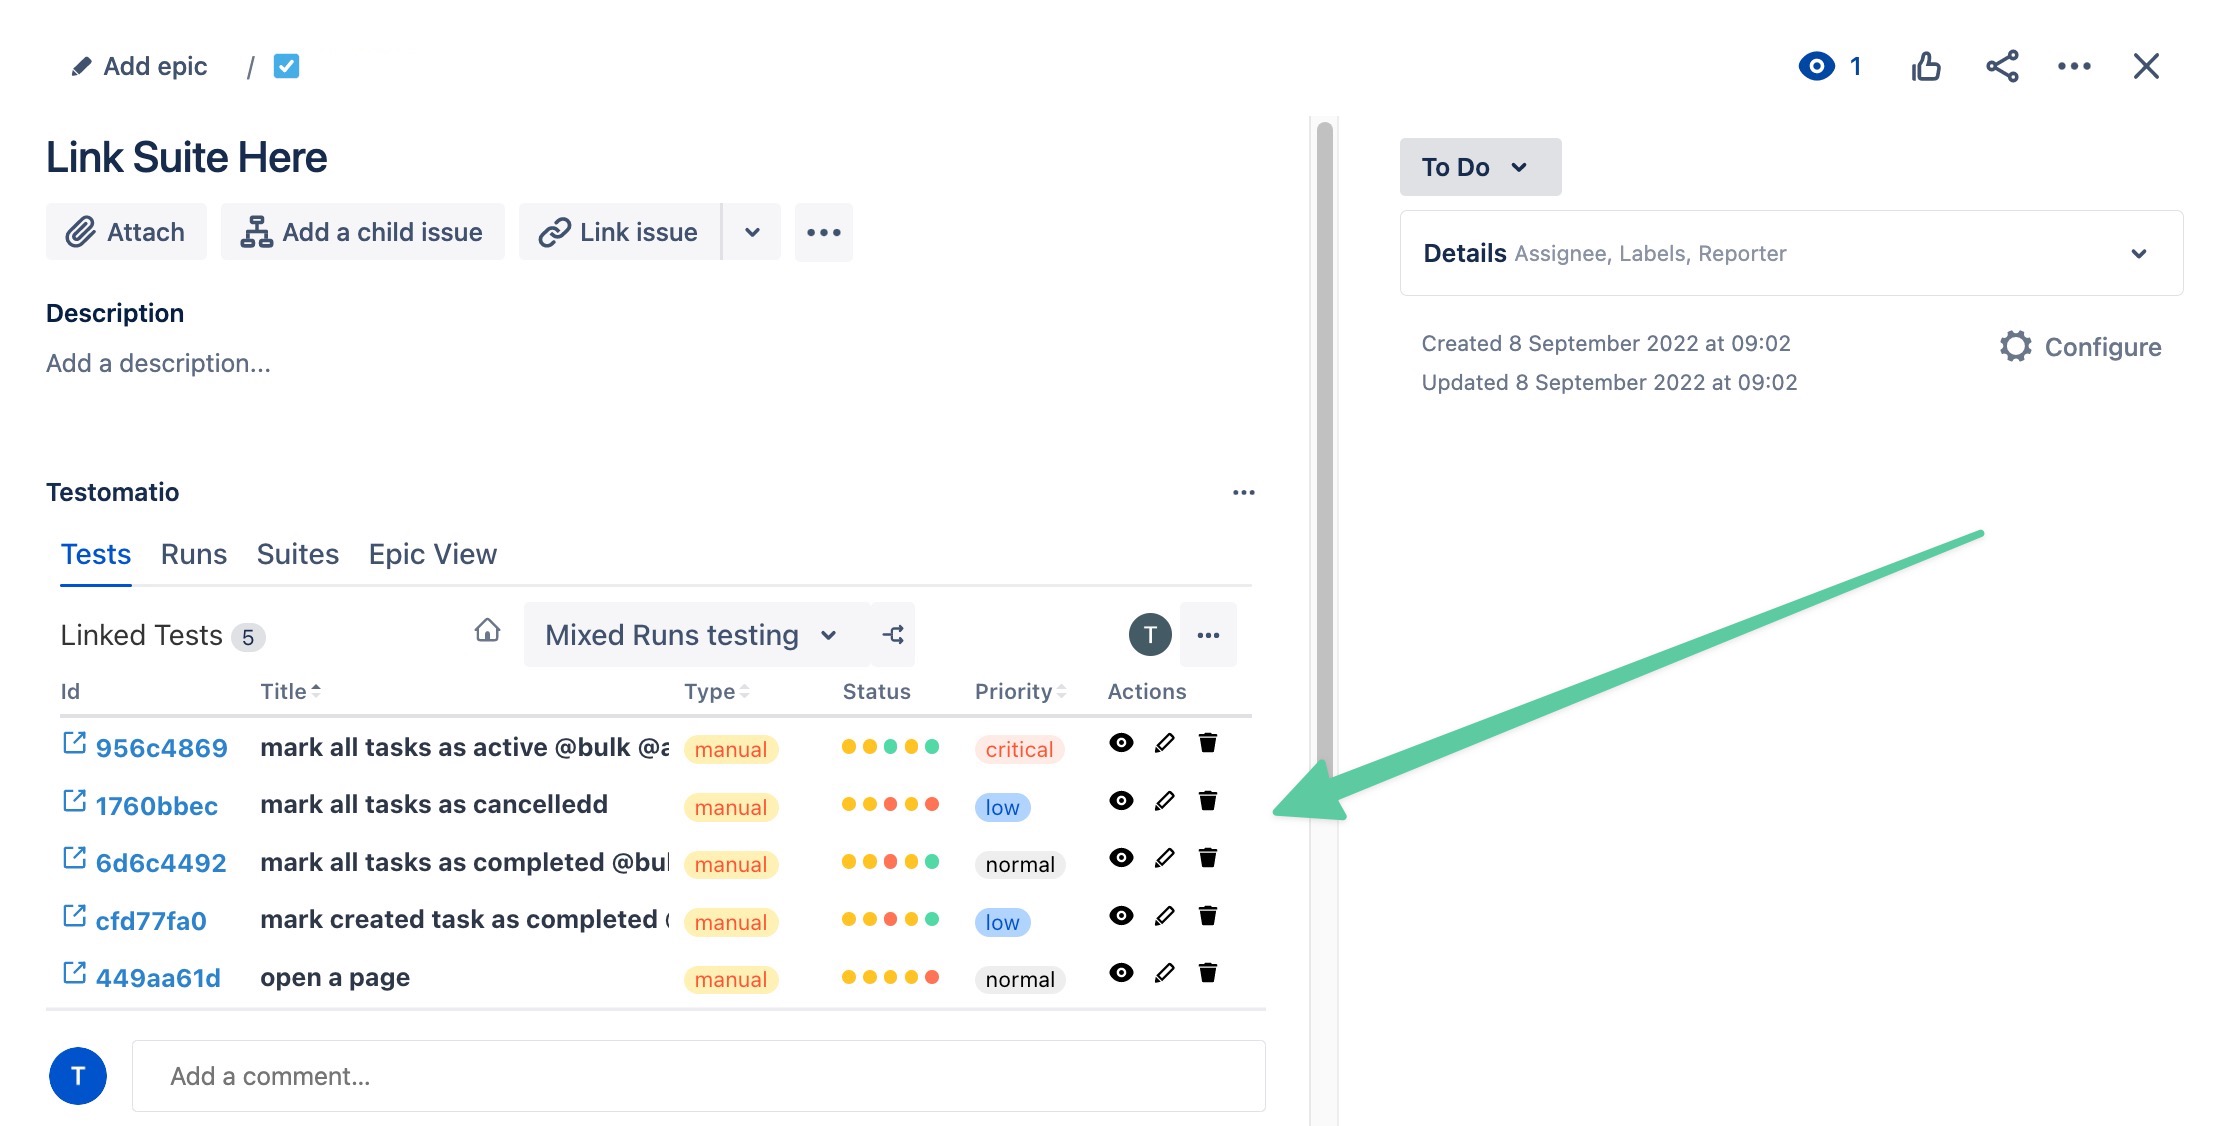 Add epic /
1
Link Suite Here
Attach Add a child issue Link issue
To Do
Details Assignee, Labels, Reporter
Description
Add a description...
Created 8 September 2022 at 09:02
Configure
Updated 8 September 2022 at 09:02
Testomatio
Tests Runs Suites Epic View
Linked Tests 5 Mixed Runs testing T
Id Title Type Status Priority Actions
956c4869 mark all tasks as active @bulk @a manual critical
1760bbec mark all tasks as cancelledd manual low
6d6c4492 mark all tasks as completed @bul manual normal
cfd77fa0 mark created task as completed manual low
449aa61d open a page manual normal
T Add a comment...